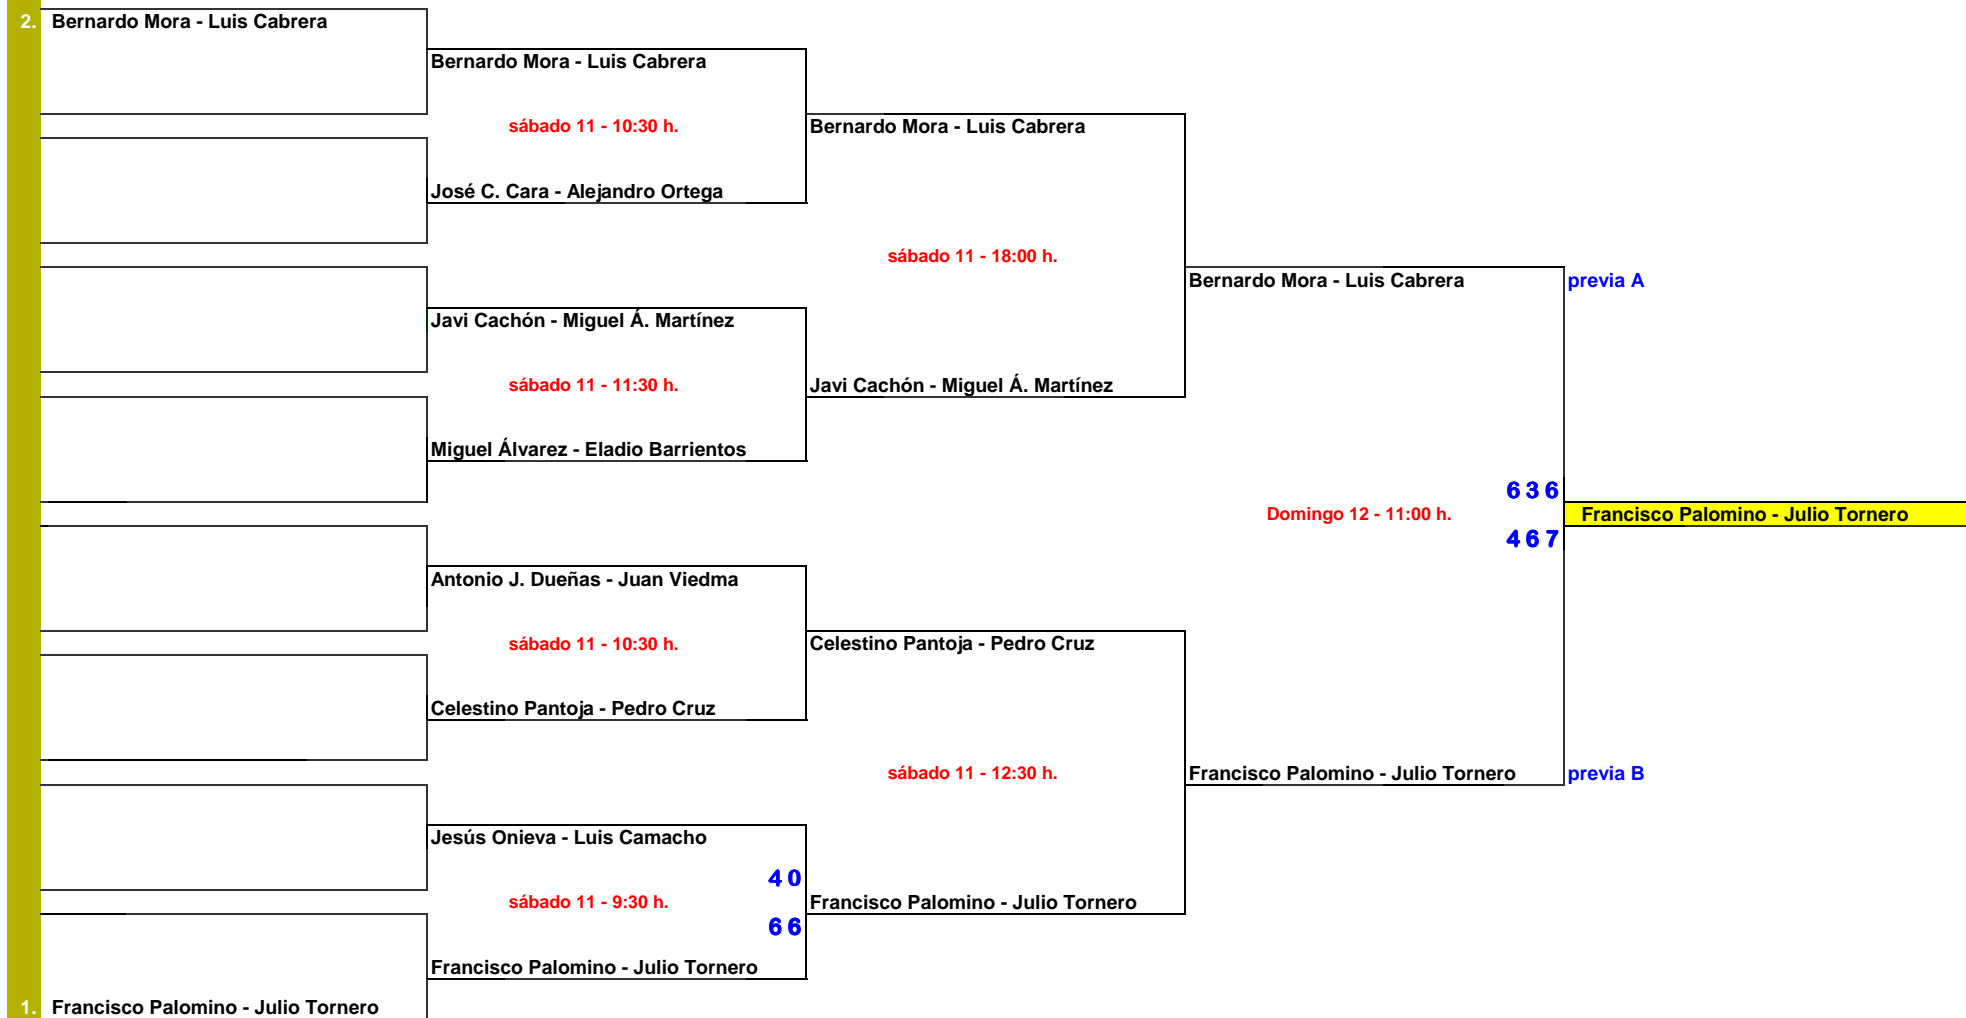 2. Bernardo Mora - Luis Cabrera
Bernardo Mora - Luis Cabrera
sábado 11 - 10:30 h.
Bernardo Mora - Luis Cabrera
José C. Cara - Alejandro Ortega
sábado 11 - 18:00 h.
Bernardo Mora - Luis Cabrera
previa A
Javi Cachón - Miguel Á. Martínez
sábado 11 - 11:30 h.
Javi Cachón - Miguel Á. Martínez
Miguel Álvarez - Eladio Barrientos
6 3 6
Domingo 12 - 11:00 h.
Francisco Palomino - Julio Tornero
4 6 7
Antonio J. Dueñas - Juan Viedma
sábado 11 - 10:30 h.
Celestino Pantoja - Pedro Cruz
Celestino Pantoja - Pedro Cruz
sábado 11 - 12:30 h.
Francisco Palomino - Julio Tornero
previa B
Jesús Onieva - Luis Camacho
4 0
sábado 11 - 9:30 h.
Francisco Palomino - Julio Tornero
6 6
Francisco Palomino - Julio Tornero
1. Francisco Palomino - Julio Tornero